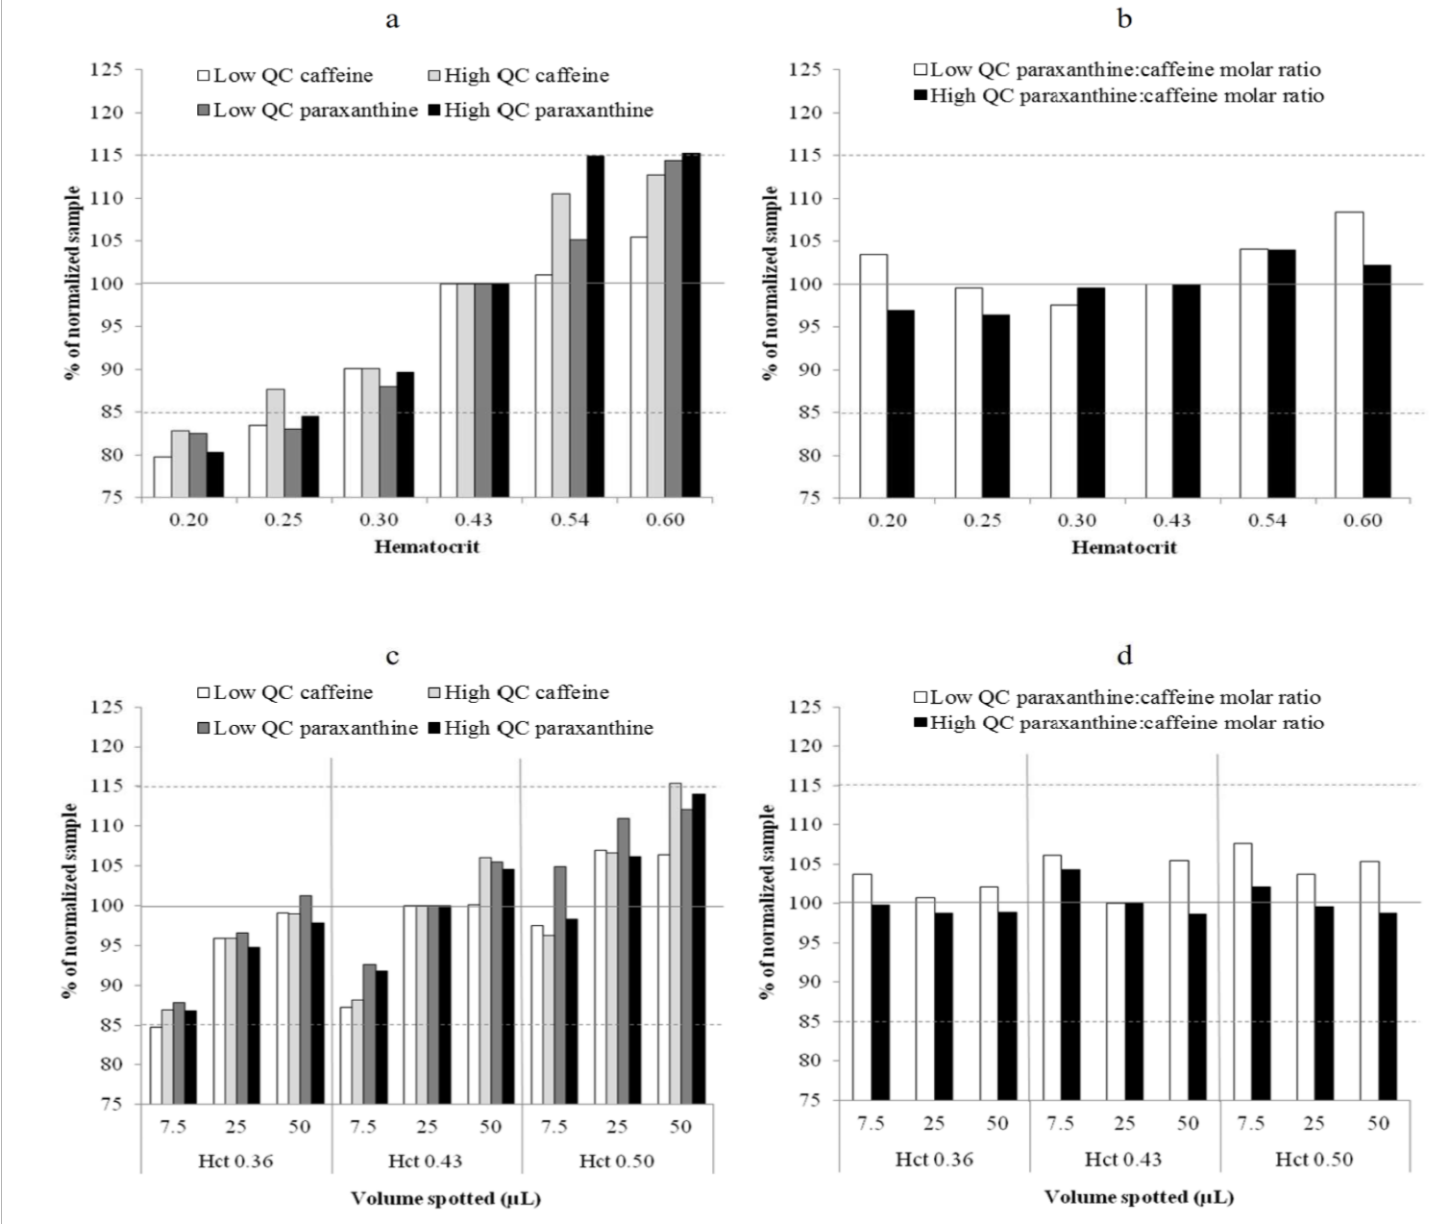 a
125
120
115
110
105
100
95
90
85
80
75
% of normalized sample
Low QC caffeine High QC caffeine
Low QC paraxanthine High QC paraxanthine
0.20 0.25 0.30 0.43 0.54 0.60
Hematocrit
b
125
120
115
110
105
100
95
90
85
80
75
% of normalized sample
Low QC paraxanthine:caffeine molar ratio
High QC paraxanthine:caffeine molar ratio
0.20 0.25 0.30 0.43 0.54 0.60
Hematocrit
c
125
120
115
110
105
100
95
90
85
80
75
% of normalized sample
Low QC caffeine High QC caffeine
Low QC paraxanthine High QC paraxanthine
7.5 25 50 7.5 25 50 7.5 25 50
Hct 0.36 Hct 0.43 Hct 0.50
Volume spotted (µL)
d
125
120
115
110
105
100
95
90
85
80
75
% of normalized sample
Low QC paraxanthine:caffeine molar ratio
High QC paraxanthine:caffeine molar ratio
7.5 25 50 7.5 25 50 7.5 25 50
Hct 0.36 Hct 0.43 Hct 0.50
Volume spotted (µL)